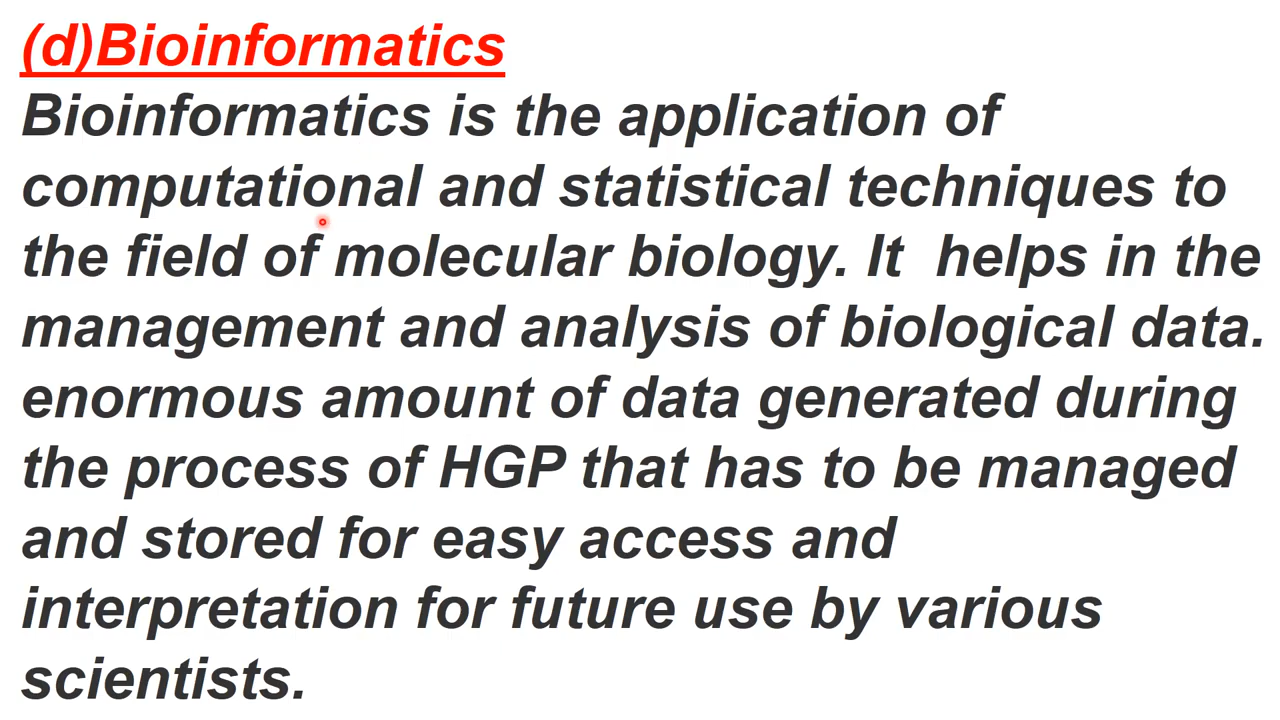 (d)Bioinformatics
Bioinformatics is the application of
computational and statistical techniques to
the field of molecular biology. It  helps in the
management and analysis of biological data.
enormous amount of data generated during
the process of HGP that has to be managed
and stored for easy access and
interpretation for future use by various
scientists.